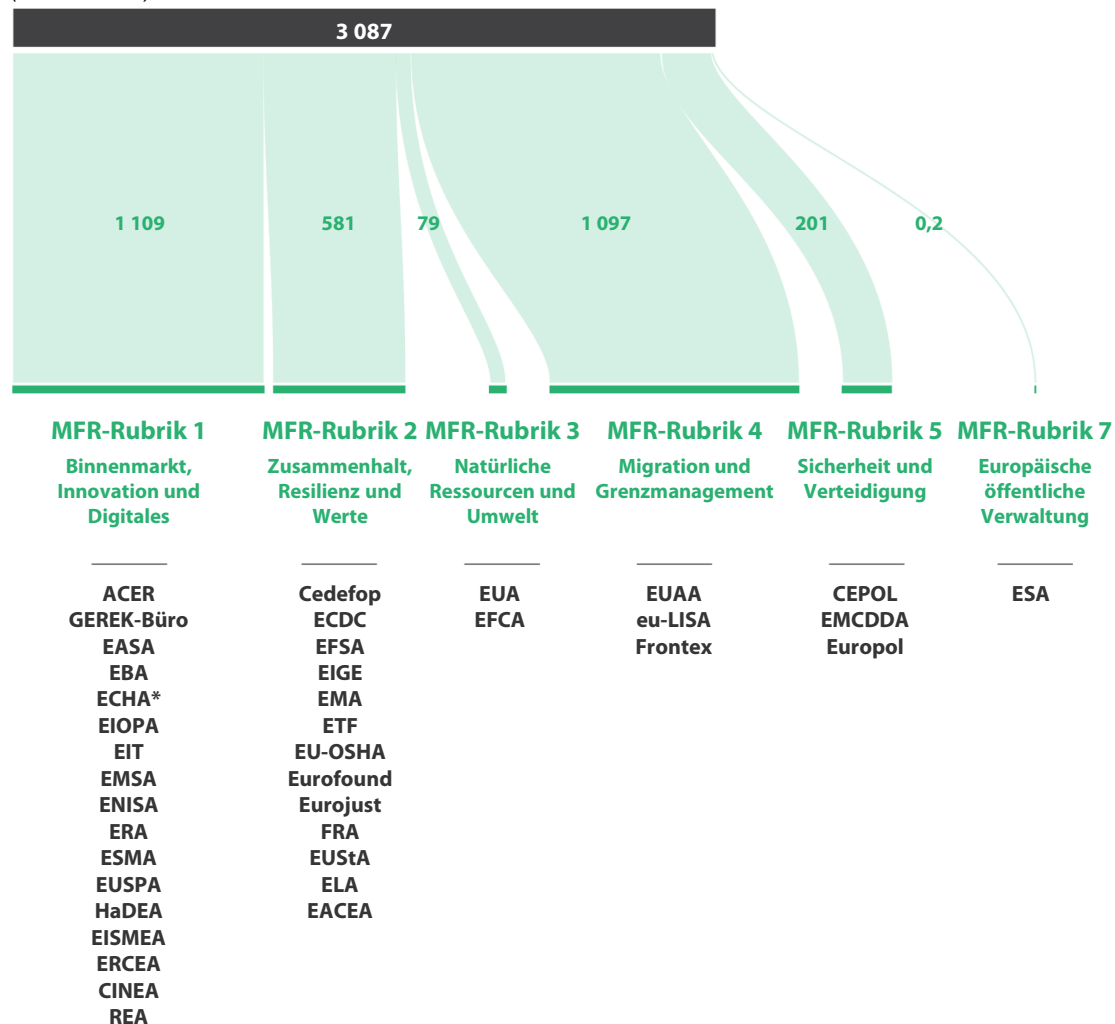 3 087
1 109
581
79
1 097
201
0,2
MFR-Rubrik 1
Binnenmarkt,
Innovation und
Digitales
MFR-Rubrik 2
Zusammenhalt,
Resilienz und
Werte
MFR-Rubrik 3
Natürliche
Ressourcen und
Umwelt
MFR-Rubrik 4
Migration und
Grenzmanagement
MFR-Rubrik 5
Sicherheit und
Verteidigung
MFR-Rubrik 7
Europäische
öffentliche
Verwaltung
ACER
GEREK-Büro
EASA
EBA
ECHA*
EIOPA
EIT
EMSA
ENISA
ERA
ESMA
EUSPA
HaDEA
EISMEA
ERCEA
CINEA
REA
Cedefop
ECDC
EFSA
EIGE
EMA
ETF
EU-OSHA
Eurofound
Eurojust
FRA
EUStA
ELA
EACEA
EUA
EFCA
EUAA
eu-LISA
Frontex
CEPOL
EMCDDA
Europol
ESA